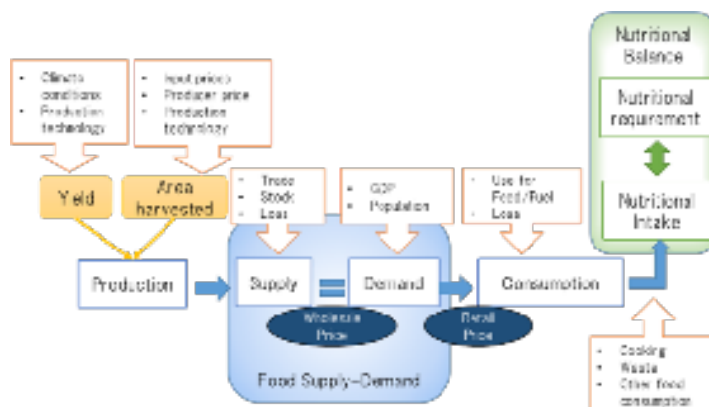 Nutritional
Balance
Climate
conditions
Production
technology
Input prices
Producer price
Production
technology
Nutritional
requirement
Yield
Area
harvested
Trade
Stock
Loss
GDP
Population
Use for
Feed/Fuel
Loss
Nutritional
Intake
Production
Supply
=
Demand
Consumption
Wholesale
Price
Retail
Price
Food Supply-Demand
Cooking
Waste
Other food
consumption